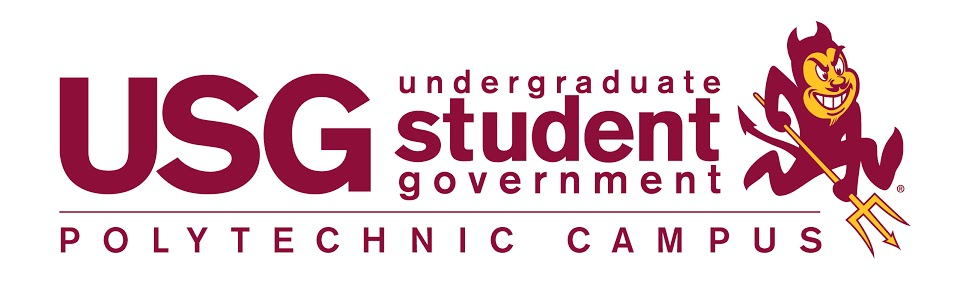 USG
undergraduate
student
government
®
POLYTECHNIC CAMPUS